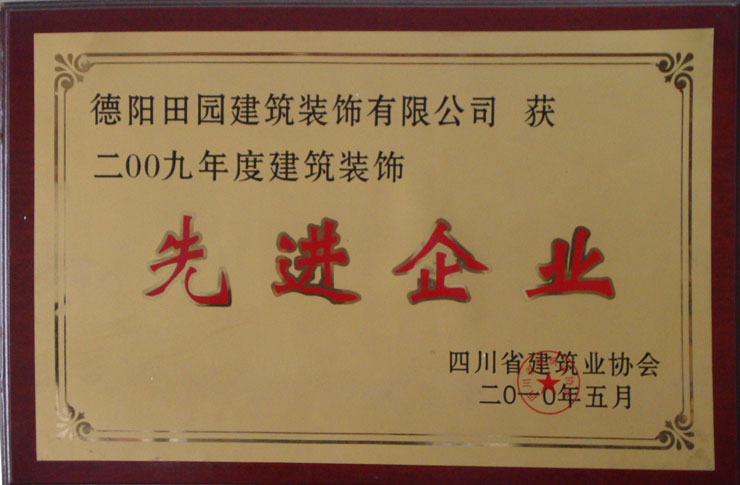 德阳田园建筑装饰有限公司 获
二00九年度建筑装饰
先进企业
四川省建筑业协会
二0一0年五月